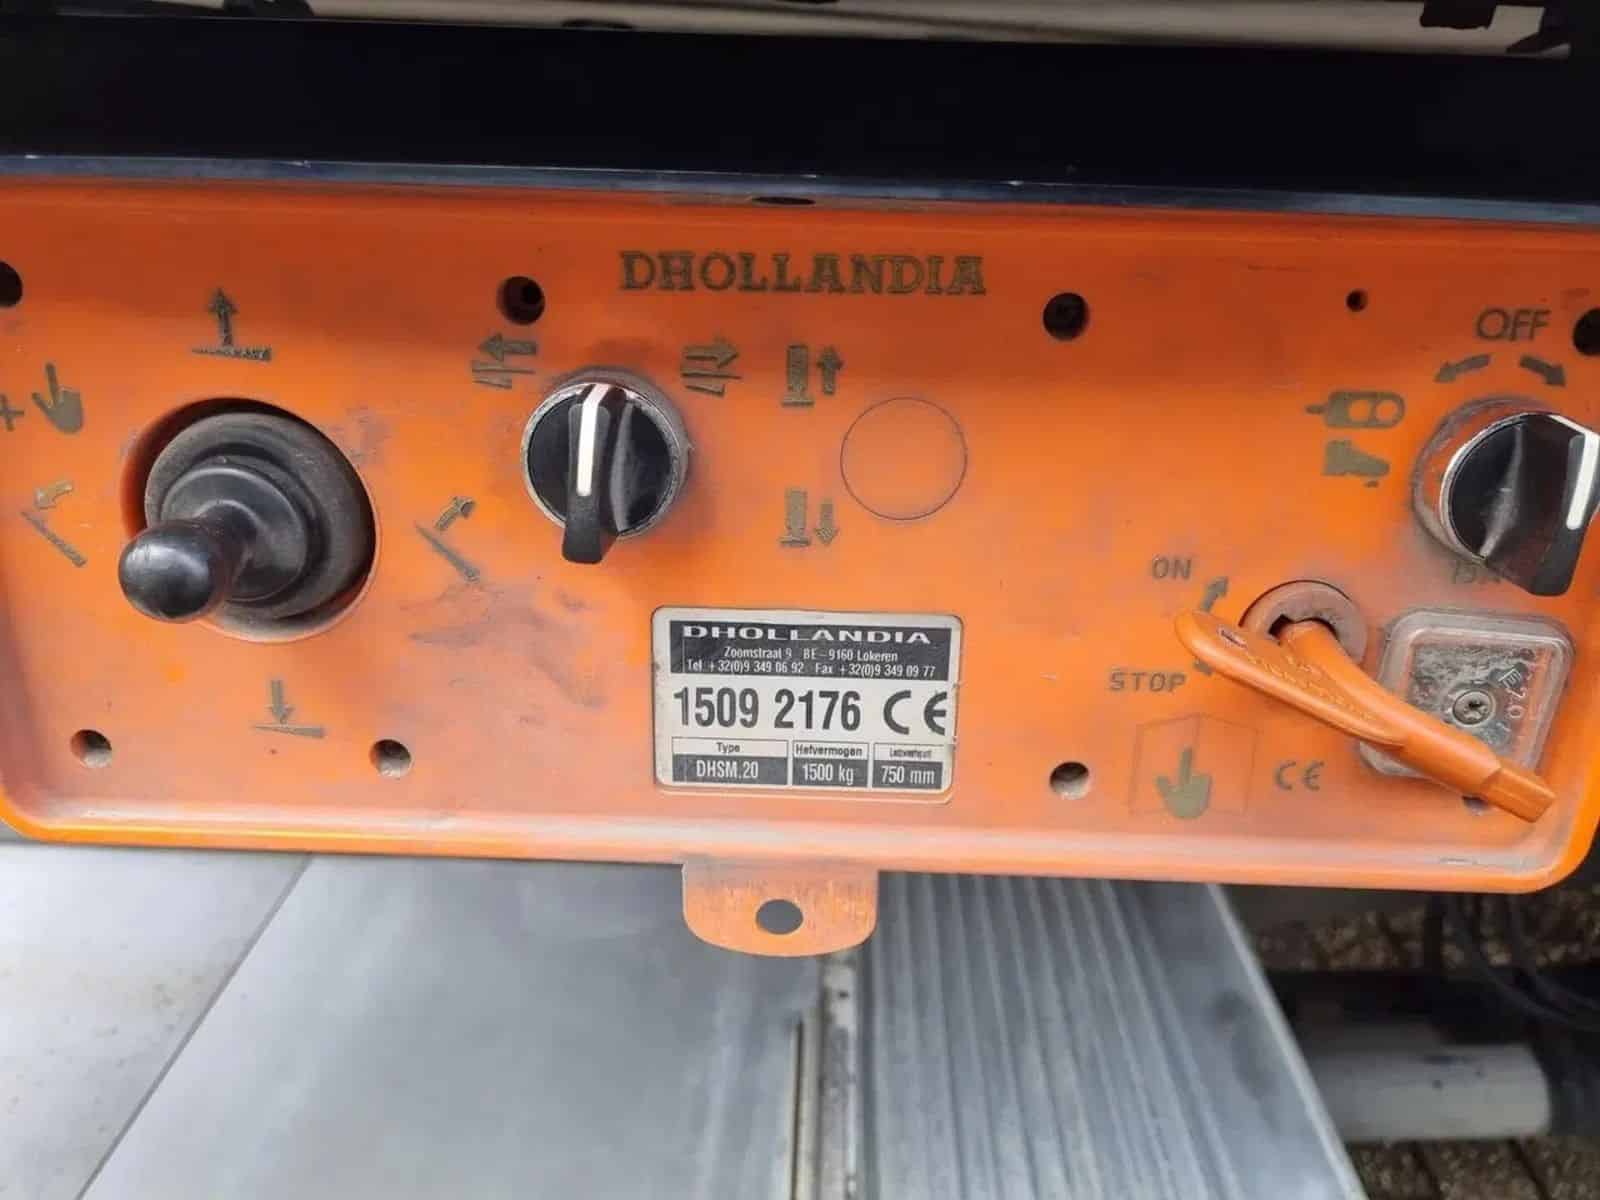 DHOLLANDIA
OFF
+
ON
STOP
DHOLLANDIA
Zoomstraal 9 BE-9160 Lokeren
Tel +32(0)9 349 06 92 Fax +32(0)9 349 09 77
1509 2176 CE
Type Hefvermogen
DHSM.20 1500 kg 750 mm
CE